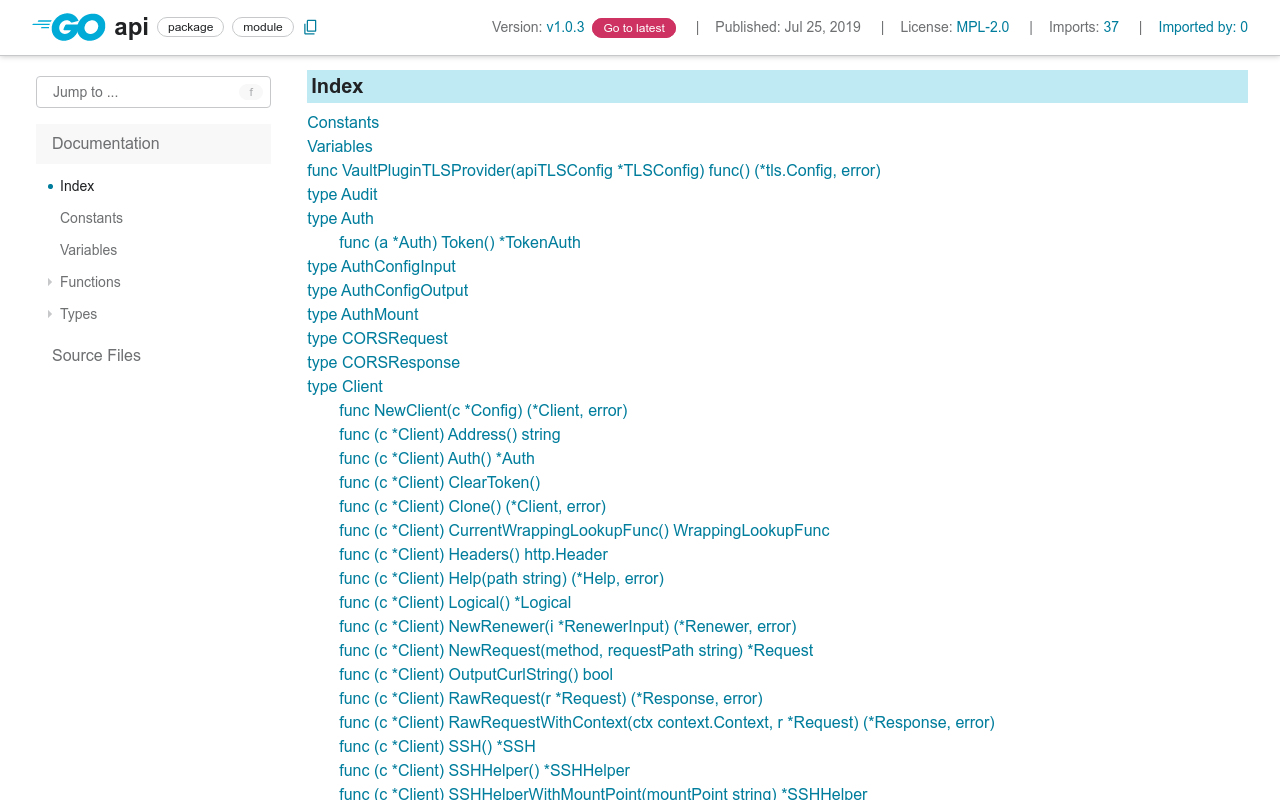 GO api package module Version: v1.0.3 Go to latest | Published: Jul 25, 2019 | License: MPL-2.0 | Imports: 37 | Imported by: 0
Jump to ... f
Documentation
Index
Constants
Variables
Functions
Types
Source Files
Index
Constants
Variables
func VaultPluginTLSProvider(apiTLSConfig *TLSConfig) func() (*tls.Config, error)
type Audit
type Auth
func (a *Auth) Token() *TokenAuth
type AuthConfigInput
type AuthConfigOutput
type AuthMount
type CORSRequest
type CORSResponse
type Client
func NewClient(c *Config) (*Client, error)
func (c *Client) Address() string
func (c *Client) Auth() *Auth
func (c *Client) ClearToken()
func (c *Client) Clone() (*Client, error)
func (c *Client) CurrentWrappingLookupFunc() WrappingLookupFunc
func (c *Client) Headers() http.Header
func (c *Client) Help(path string) (*Help, error)
func (c *Client) Logical() *Logical
func (c *Client) NewRenewer(i *RenewerInput) (*Renewer, error)
func (c *Client) NewRequest(method, requestPath string) *Request
func (c *Client) OutputCurlString() bool
func (c *Client) RawRequest(r *Request) (*Response, error)
func (c *Client) RawRequestWithContext(ctx context.Context, r *Request) (*Response, error)
func (c *Client) SSH() *SSH
func (c *Client) SSHHelper() *SSHHelper
func (c *Client) SSHHelperWithMountPoint(mountPoint string) *SSHHelper